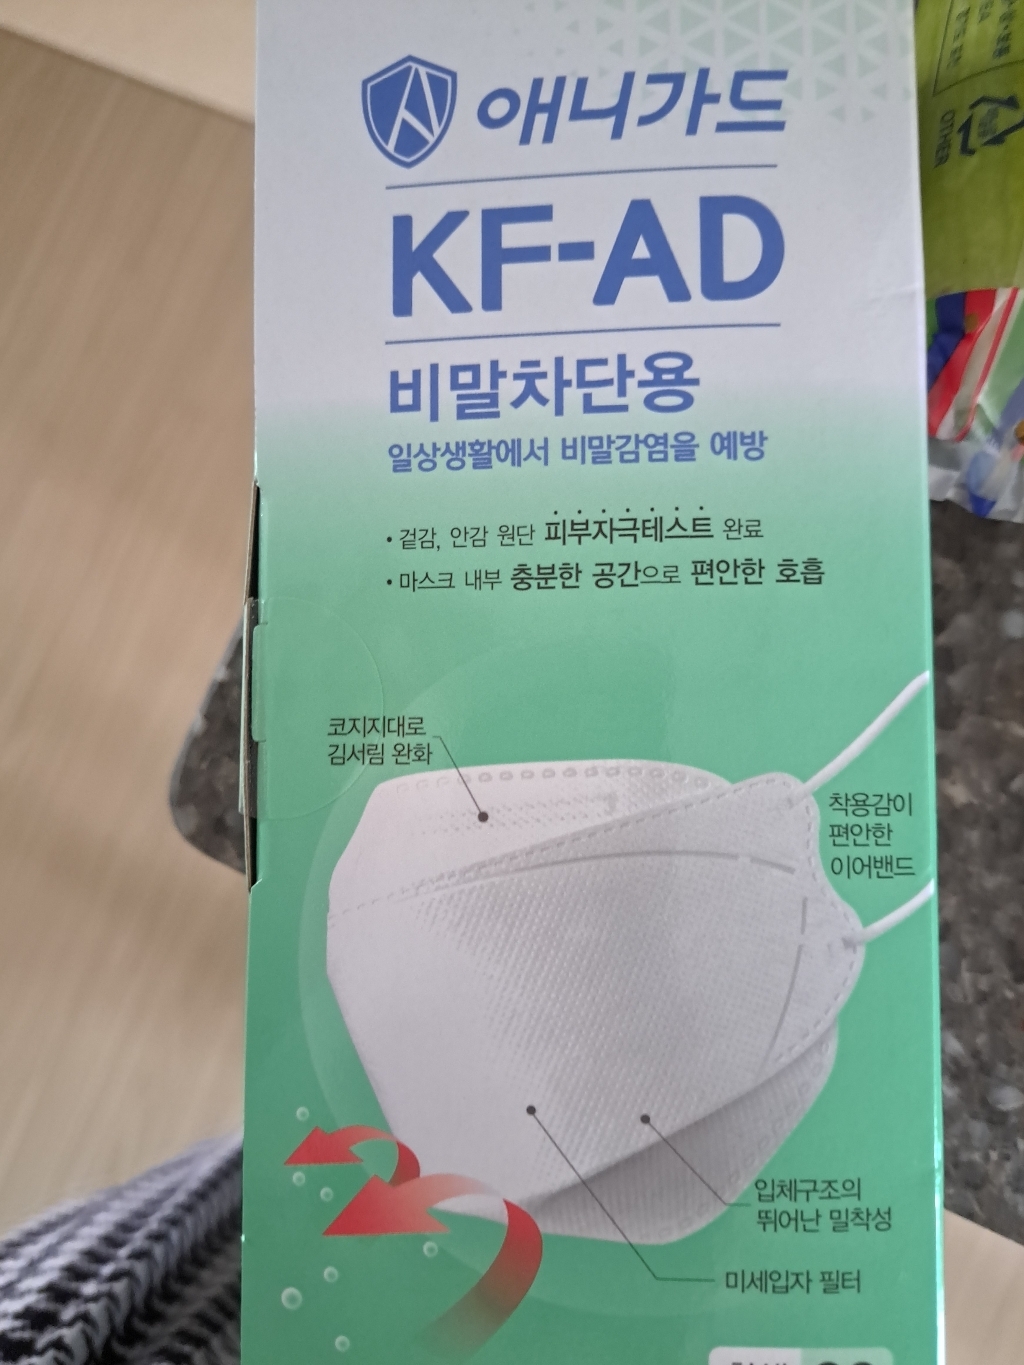 애니가드
KF-AD
비말차단용
일상생활에서 비말감염을 예방
• 겉감, 안감 원단 피부자극테스트 완료
• 마스크 내부 충분한 공간으로 편안한 호흡
코지지대로
김서림 완화
착용감이
편안한
이어밴드
입체구조의
뛰어난 밀착성
미세입자 필터
OTHER